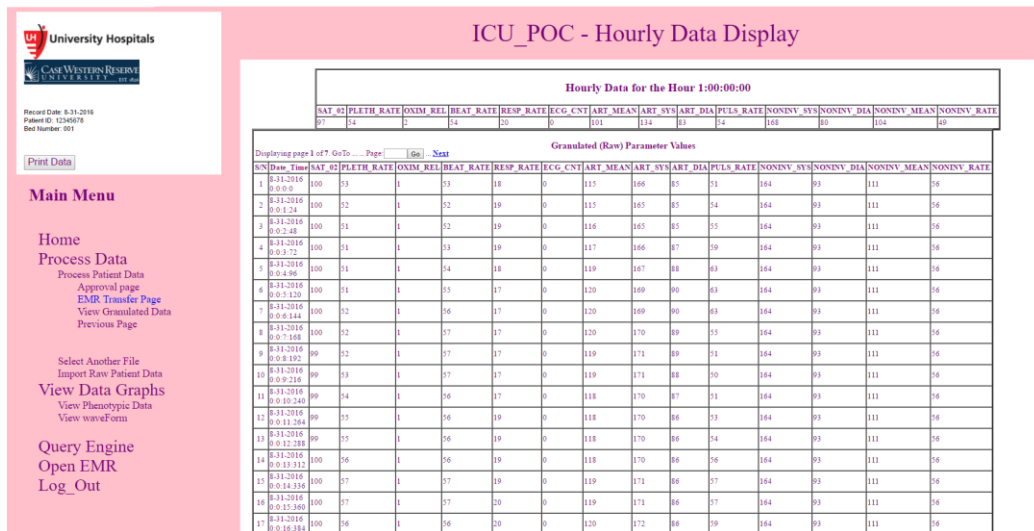 UH University Hospitals
CASE WESTERN RESERVE
UNIVERSITY EST. 1826
Record Date: 8-31-2016
Patient ID: 12345678
Bed Number: 001
Print Data
Main Menu
Home
Process Data
Process Patient Data
Approval page
EMR Transfer Page
View Granulated Data
Previous Page
Select Another File
Import Raw Patient Data
View Data Graphs
View Phenotypic Data
View waveForm
Query Engine
Open EMR
Log_Out
ICU_POC - Hourly Data Display
Hourly Data for the Hour 1:00:00:00
SAT_02 PLETH_RATE OXIM_REL BEAT_RATE RESP_RATE ECG_CNT ART_MEAN ART_SYS ART_DIA PULS_RATE NONINV_SYS NONINV_DIA NONINV_MEAN NONINV_RATE
97 54 2 54 20 0 101 134 83 54 168 80 104 49
Granulated (Raw) Parameter Values
Displaying page 1 of 7. GoTo ... ... Page: Go ... Next
S/N Date_Time SAT_02 PLETH_RATE OXIM_REL BEAT_RATE RESP_RATE ECG_CNT ART_MEAN ART_SYS ART_DIA PULS_RATE NONINV_SYS NONINV_DIA NONINV_MEAN NONINV_RATE
1 8-31-2016 0:0:0:0 100 53 1 53 18 0 115 166 85 51 164 93 111 56
2 8-31-2016 0:0:1:24 100 52 1 52 19 0 115 165 85 54 164 93 111 56
3 8-31-2016 0:0:2:48 100 51 1 52 19 0 116 165 85 55 164 93 111 56
4 8-31-2016 0:0:3:72 100 51 1 53 19 0 117 166 87 59 164 93 111 56
5 8-31-2016 0:0:4:96 100 51 1 54 18 0 119 167 88 63 164 93 111 56
6 8-31-2016 0:0:5:120 100 51 1 55 17 0 120 169 90 63 164 93 111 56
7 8-31-2016 0:0:6:144 100 52 1 56 17 0 120 169 90 63 164 93 111 56
8 8-31-2016 0:0:7:168 100 52 1 57 17 0 120 170 89 55 164 93 111 56
9 8-31-2016 0:0:8:192 99 52 1 57 17 0 119 171 89 51 164 93 111 56
10 8-31-2016 0:0:9:216 99 53 1 57 17 0 119 171 88 50 164 93 111 56
11 8-31-2016 0:0:10:240 99 54 1 56 17 0 118 170 87 51 164 93 111 56
12 8-31-2016 0:0:11:264 99 55 1 56 19 0 118 170 86 53 164 93 111 56
13 8-31-2016 0:0:12:288 99 55 1 56 19 0 118 170 86 54 164 93 111 56
14 8-31-2016 0:0:13:312 100 56 1 56 19 0 118 170 86 56 164 93 111 56
15 8-31-2016 0:0:14:336 100 57 1 57 19 0 119 171 86 57 164 93 111 56
16 8-31-2016 0:0:15:360 100 57 1 57 20 0 119 171 86 57 164 93 111 56
17 8-31-2016 0:0:16:384 100 56 1 56 20 0 120 172 86 59 164 93 111 56